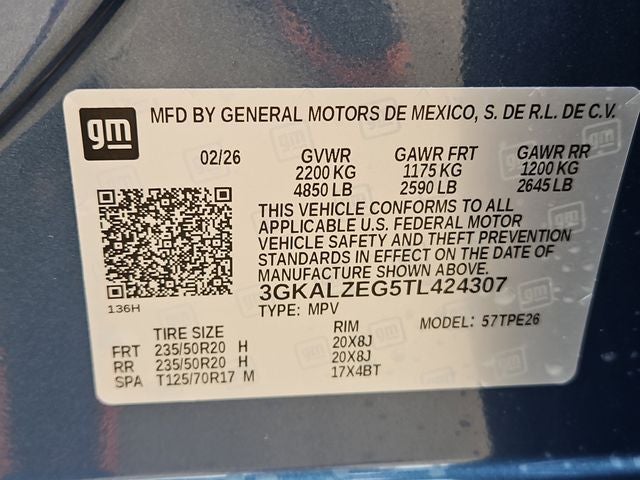 gm
MFD BY GENERAL MOTORS DE MEXICO, S. DE R.L. DE C.V.
02/26 GVWR GAWR FRT GAWR RR
2200 KG 1175 KG 1200 KG
4850 LB 2590 LB 2645 LB
THIS VEHICLE CONFORMS TO ALL
APPLICABLE U.S. FEDERAL MOTOR
VEHICLE SAFETY AND THEFT PREVENTION
STANDARDS IN EFFECT ON THE DATE OF
MANUFACTURE SHOWN ABOVE.
3GKALZEG5TL424307
136H
TYPE: MPV MODEL: 57TPE26
TIRE SIZE RIM
FRT 235/50R20 H 20X8J
RR 235/50R20 H 20X8J
SPA T125/70R17 M 17X4BT